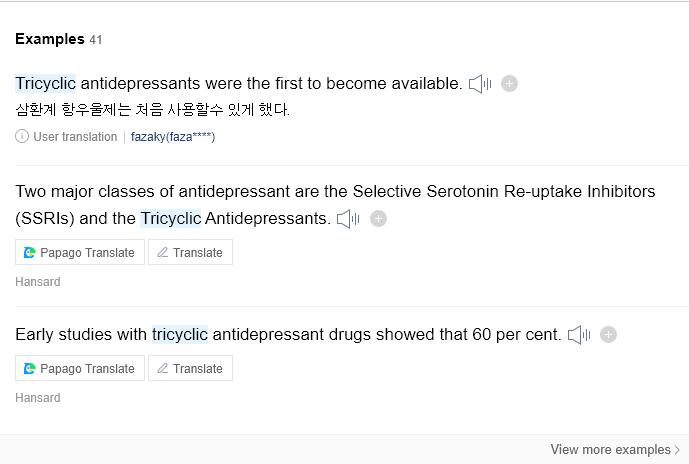 Examples 41
Tricyclic antidepressants were the first to become available.
삼환계 항우울제는 처음 사용할수 있게 했다.
User translation | fazaky(faza****)
Two major classes of antidepressant are the Selective Serotonin Re-uptake Inhibitors
(SSRIs) and the Tricyclic Antidepressants.
Papago Translate Translate
Hansard
Early studies with tricyclic antidepressant drugs showed that 60 per cent.
Papago Translate Translate
Hansard
View more examples